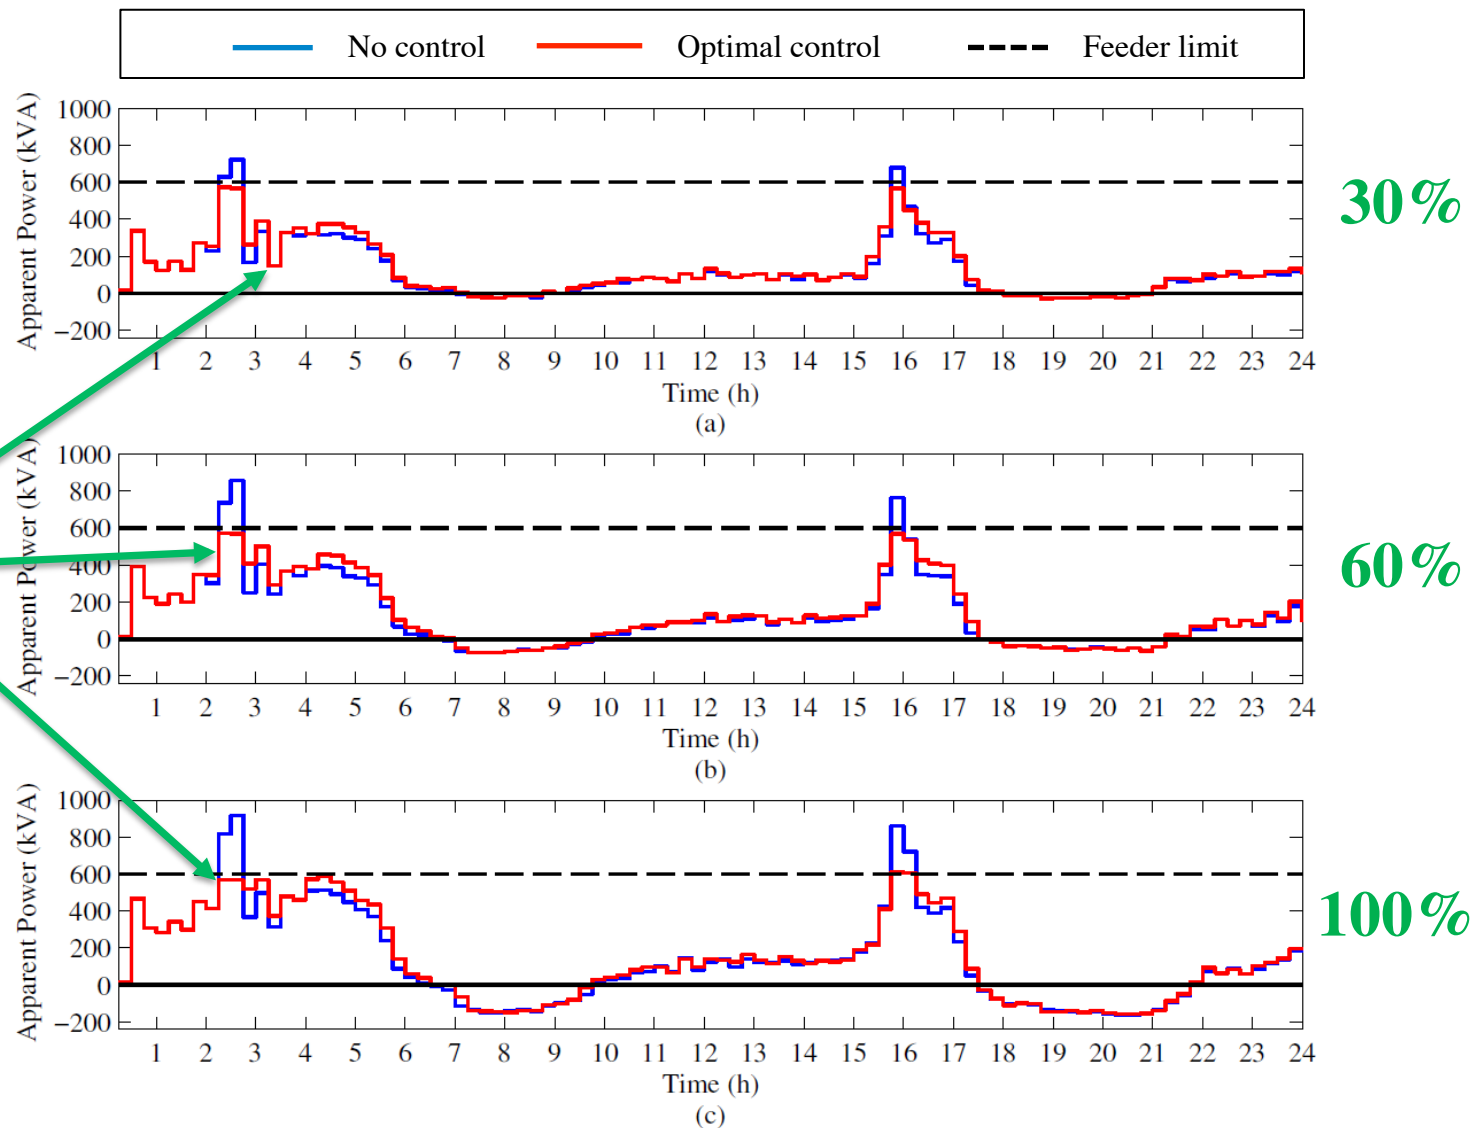 No control Optimal control Feeder limit
Apparent Power (kVA)
1000
800
600
400
200
0
−200
1 2 3 4 5 6 7 8 9 10 11 12 13 14 15 16 17 18 19 20 21 22 23 24
Time (h)
(a)
30%
Apparent Power (kVA)
1000
800
600
400
200
0
−200
1 2 3 4 5 6 7 8 9 10 11 12 13 14 15 16 17 18 19 20 21 22 23 24
Time (h)
(b)
60%
Apparent Power (kVA)
1000
800
600
400
200
0
−200
1 2 3 4 5 6 7 8 9 10 11 12 13 14 15 16 17 18 19 20 21 22 23 24
Time (h)
(c)
100%